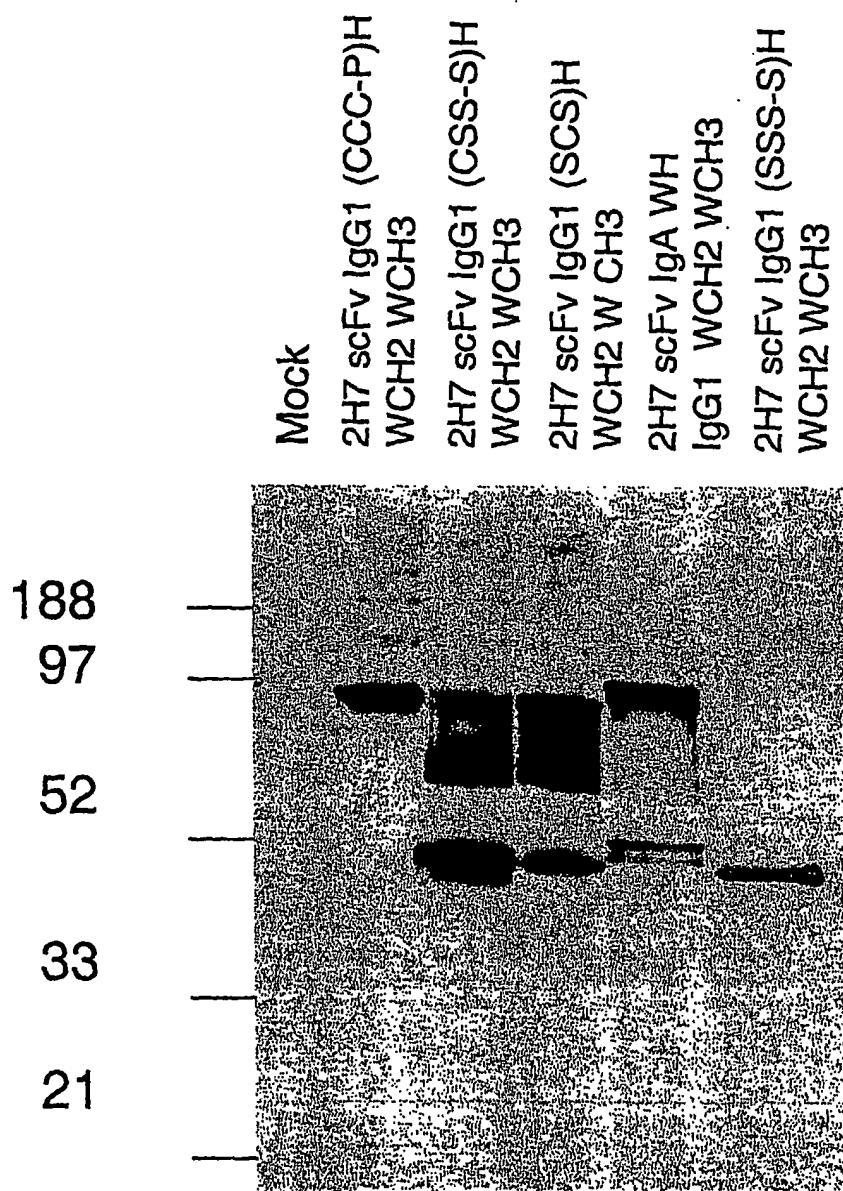 Mock
2H7 scFv IgG1 (CCC-P)H
WCH2 WCH3
2H7 scFv IgG1 (CSS-S)H
WCH2 WCH3
2H7 scFv IgG1 (SCS)H
WCH2 W CH3
2H7 scFv IgA WH
IgG1 WCH2 WCH3
2H7 scFv IgG1 (SSS-S)H
WCH2 WCH3
188
97
52
33
21